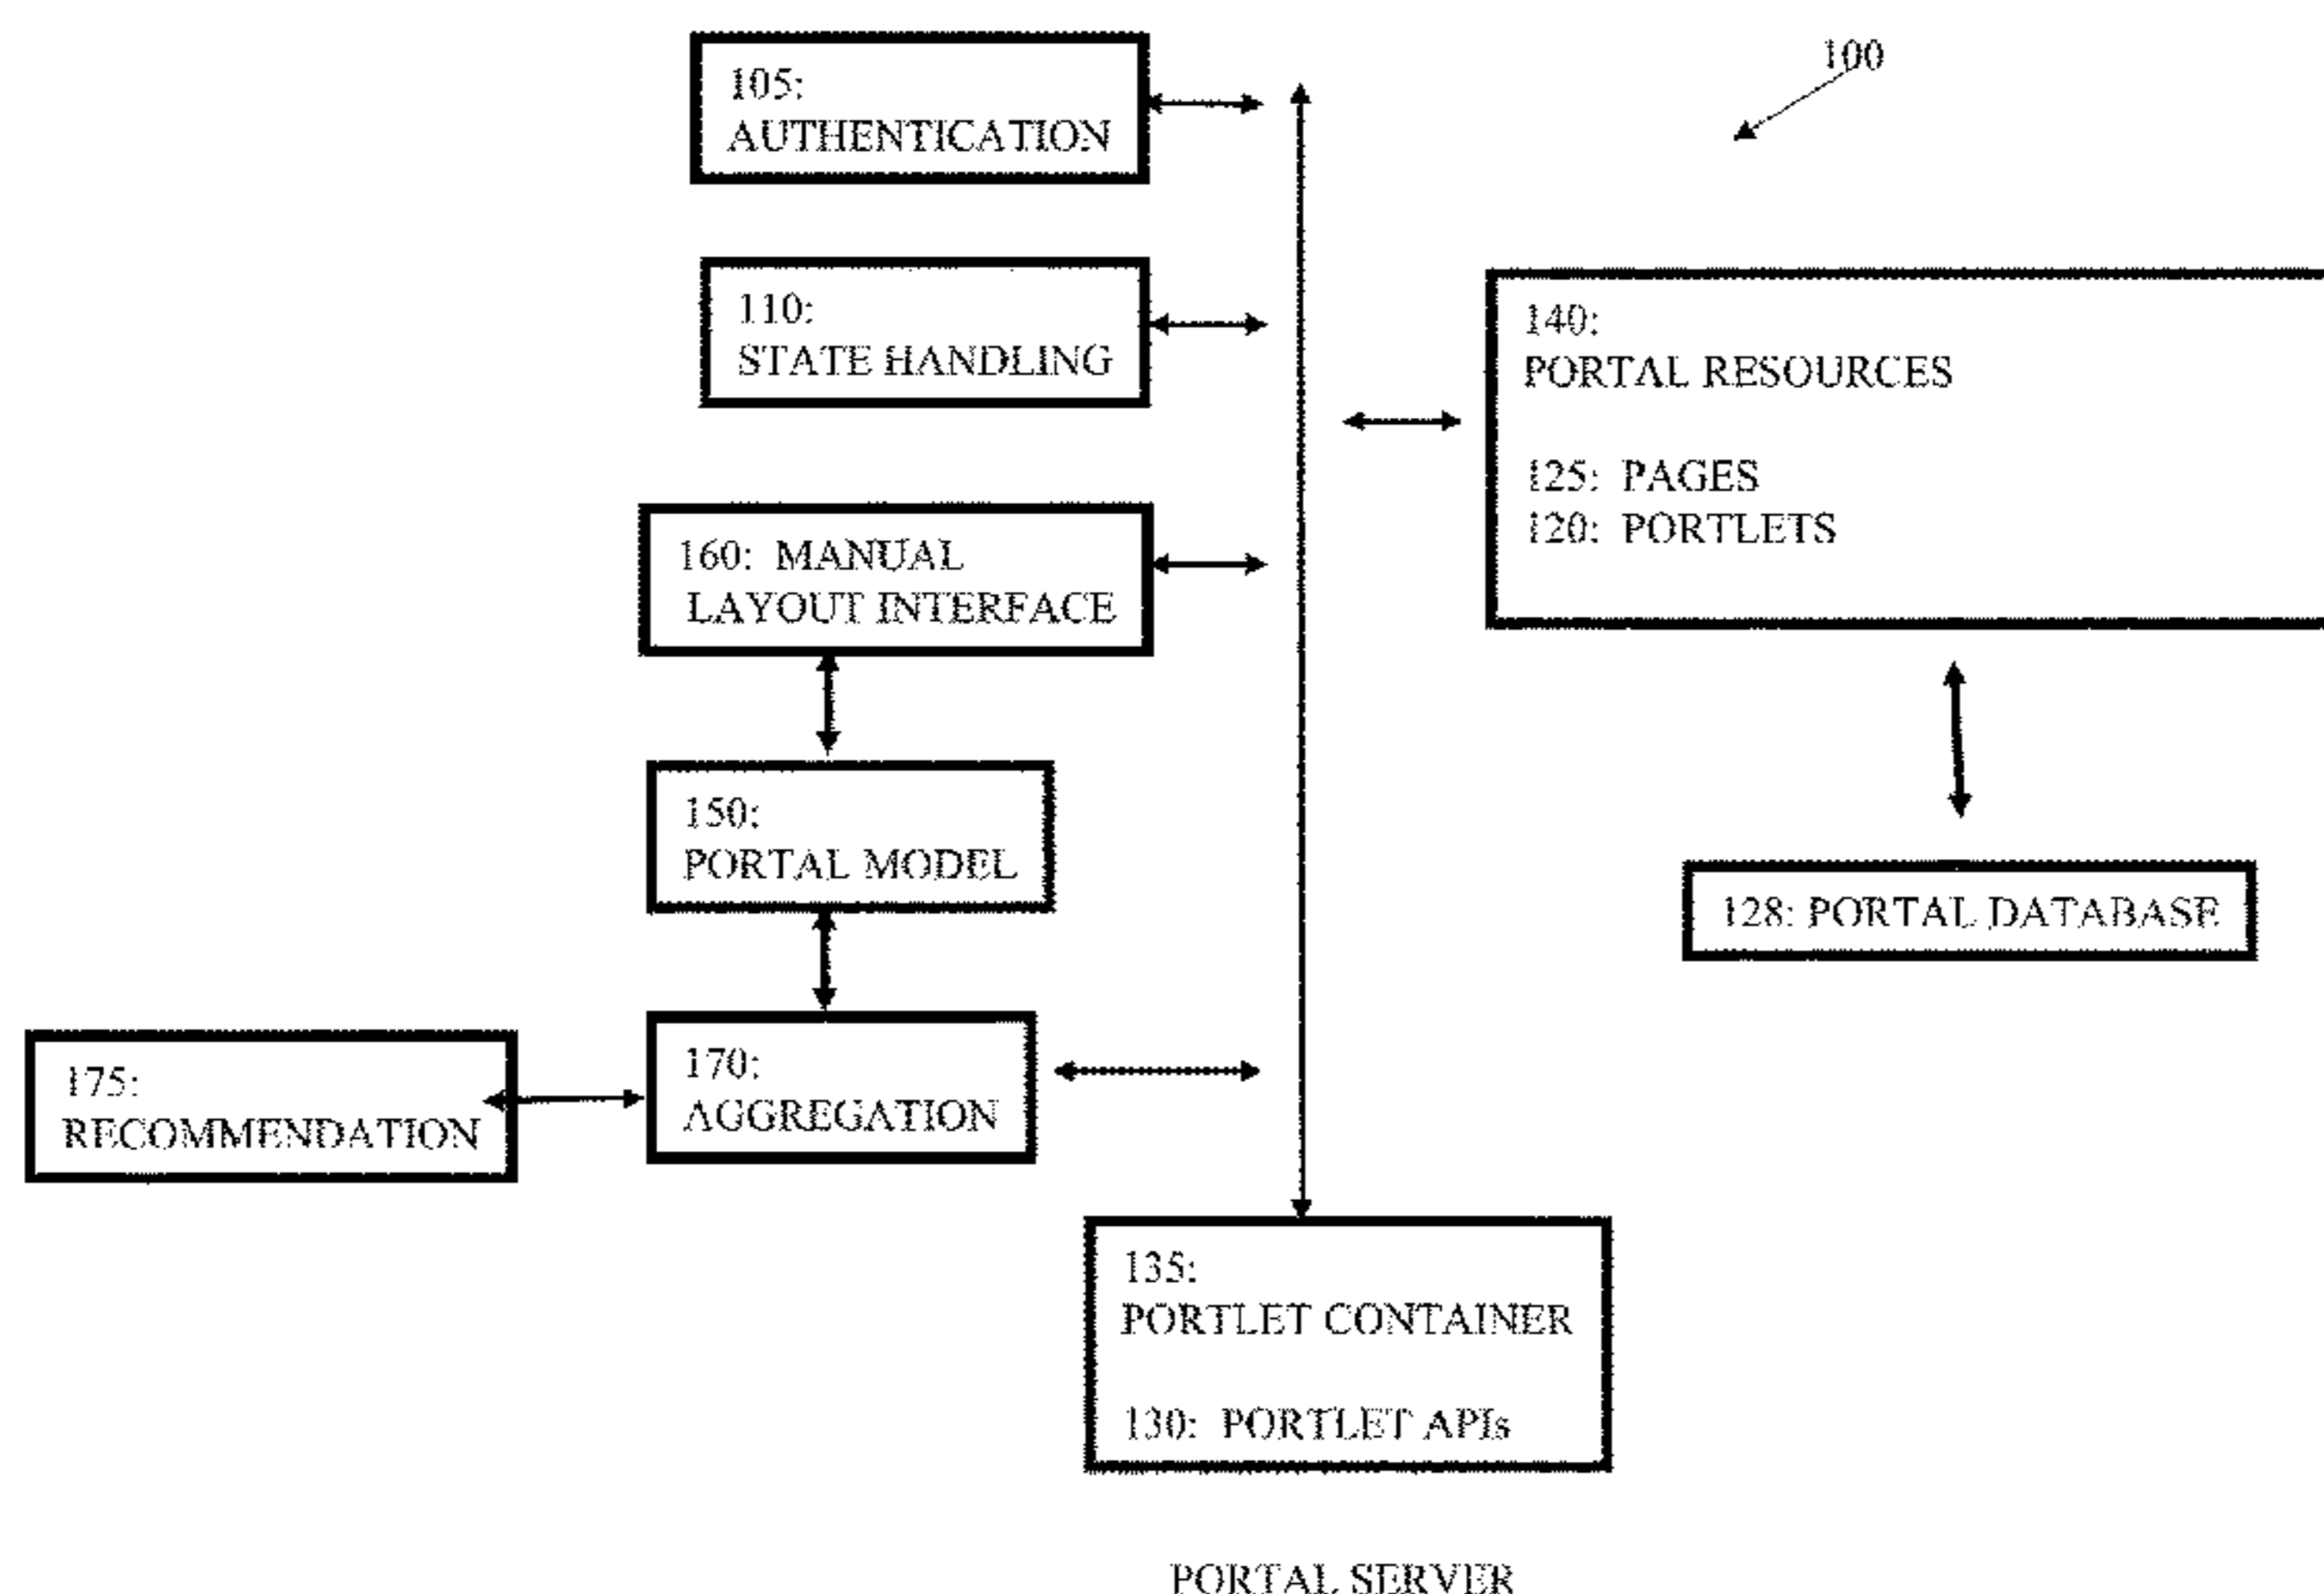 100
105:
AUTHENTICATION
110:
STATE HANDLING
140:
PORTAL RESOURCES
125: PAGES
120: PORTLETS
160: MANUAL
LAYOUT INTERFACE
150:
PORTAL MODEL
128: PORTAL DATABASE
170:
AGGREGATION
175:
RECOMMENDATION
135:
PORTLET CONTAINER
130: PORTLET APIs
PORTAL SERVER